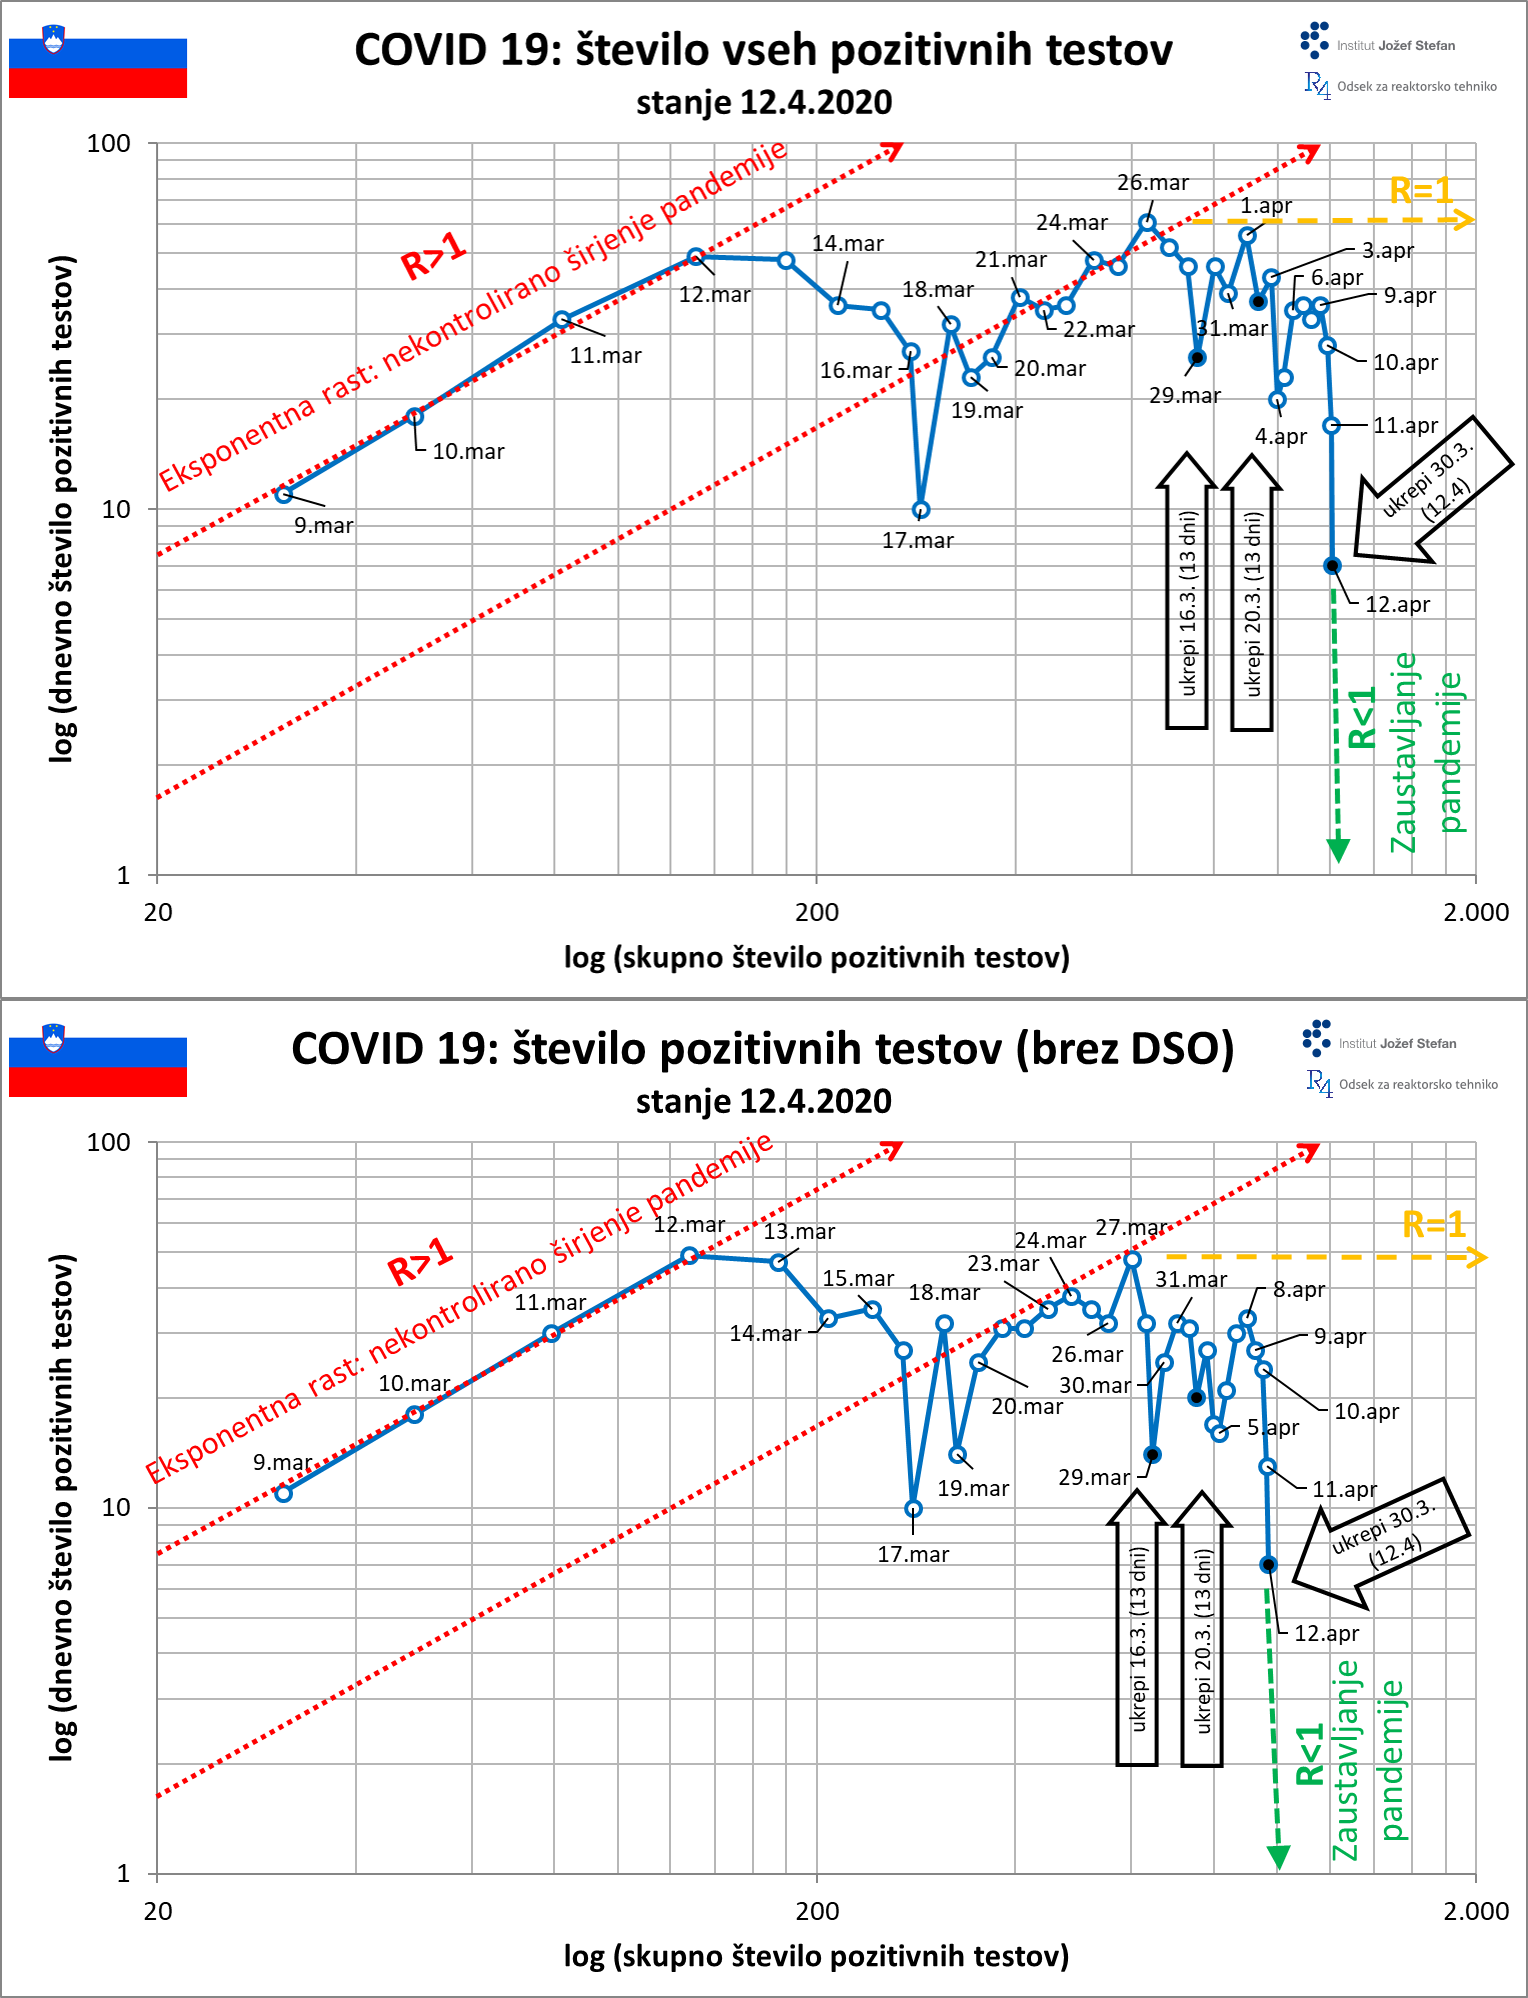 COVID 19: število vseh pozitivnih testov
stanje 12.4.2020
Institut Jožef Stefan
R4 Odsek za reaktorsko tehniko
log (dnevno število pozitivnih testov)
100
10
1
20
200
2.000
log (skupno število pozitivnih testov)
R>1
Eksponentna rast: nekontrolirano širjenje pandemije
R=1
9.mar
10.mar
11.mar
12.mar
14.mar
16.mar
17.mar
18.mar
19.mar
20.mar
21.mar
22.mar
24.mar
26.mar
29.mar
31.mar
1.apr
3.apr
4.apr
6.apr
9.apr
10.apr
11.apr
12.apr
ukrepi 16.3. (13 dni)
ukrepi 20.3. (13 dni)
ukrepi 30.3.
(12.4)
R<1
Zaustavljanje
pandemije
COVID 19: število pozitivnih testov (brez DSO)
stanje 12.4.2020
Institut Jožef Stefan
R4 Odsek za reaktorsko tehniko
log (dnevno število pozitivnih testov)
100
10
1
20
200
2.000
log (skupno število pozitivnih testov)
R>1
Eksponentna rast: nekontrolirano širjenje pandemije
R=1
9.mar
10.mar
11.mar
12.mar
13.mar
14.mar
15.mar
17.mar
18.mar
19.mar
20.mar
23.mar
24.mar
26.mar
27.mar
29.mar
30.mar
31.mar
5.apr
8.apr
9.apr
10.apr
11.apr
12.apr
ukrepi 16.3. (13 dni)
ukrepi 20.3. (13 dni)
ukrepi 30.3.
(12.4)
R<1
Zaustavljanje
pandemije